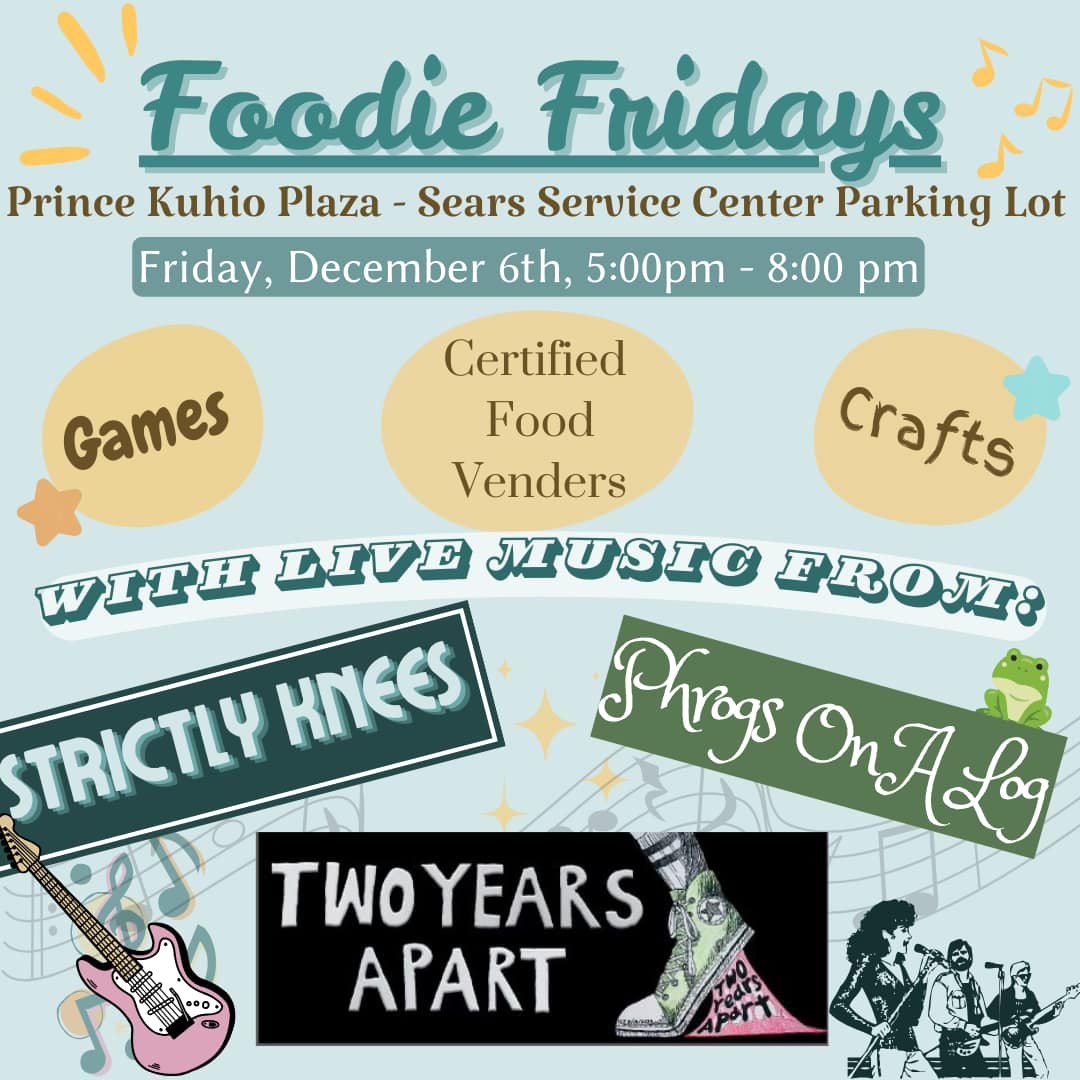 Foodie Fridays
Prince Kuhio Plaza - Sears Service Center Parking Lot
Friday, December 6th, 5:00pm - 8:00 pm
Games
Certified
Food
Venders
Crafts
WITH LIVE MUSIC FROM:
STRICTLY KNEES
Phrogs On A Log
TWO YEARS
APART
TWO
Years
Apart